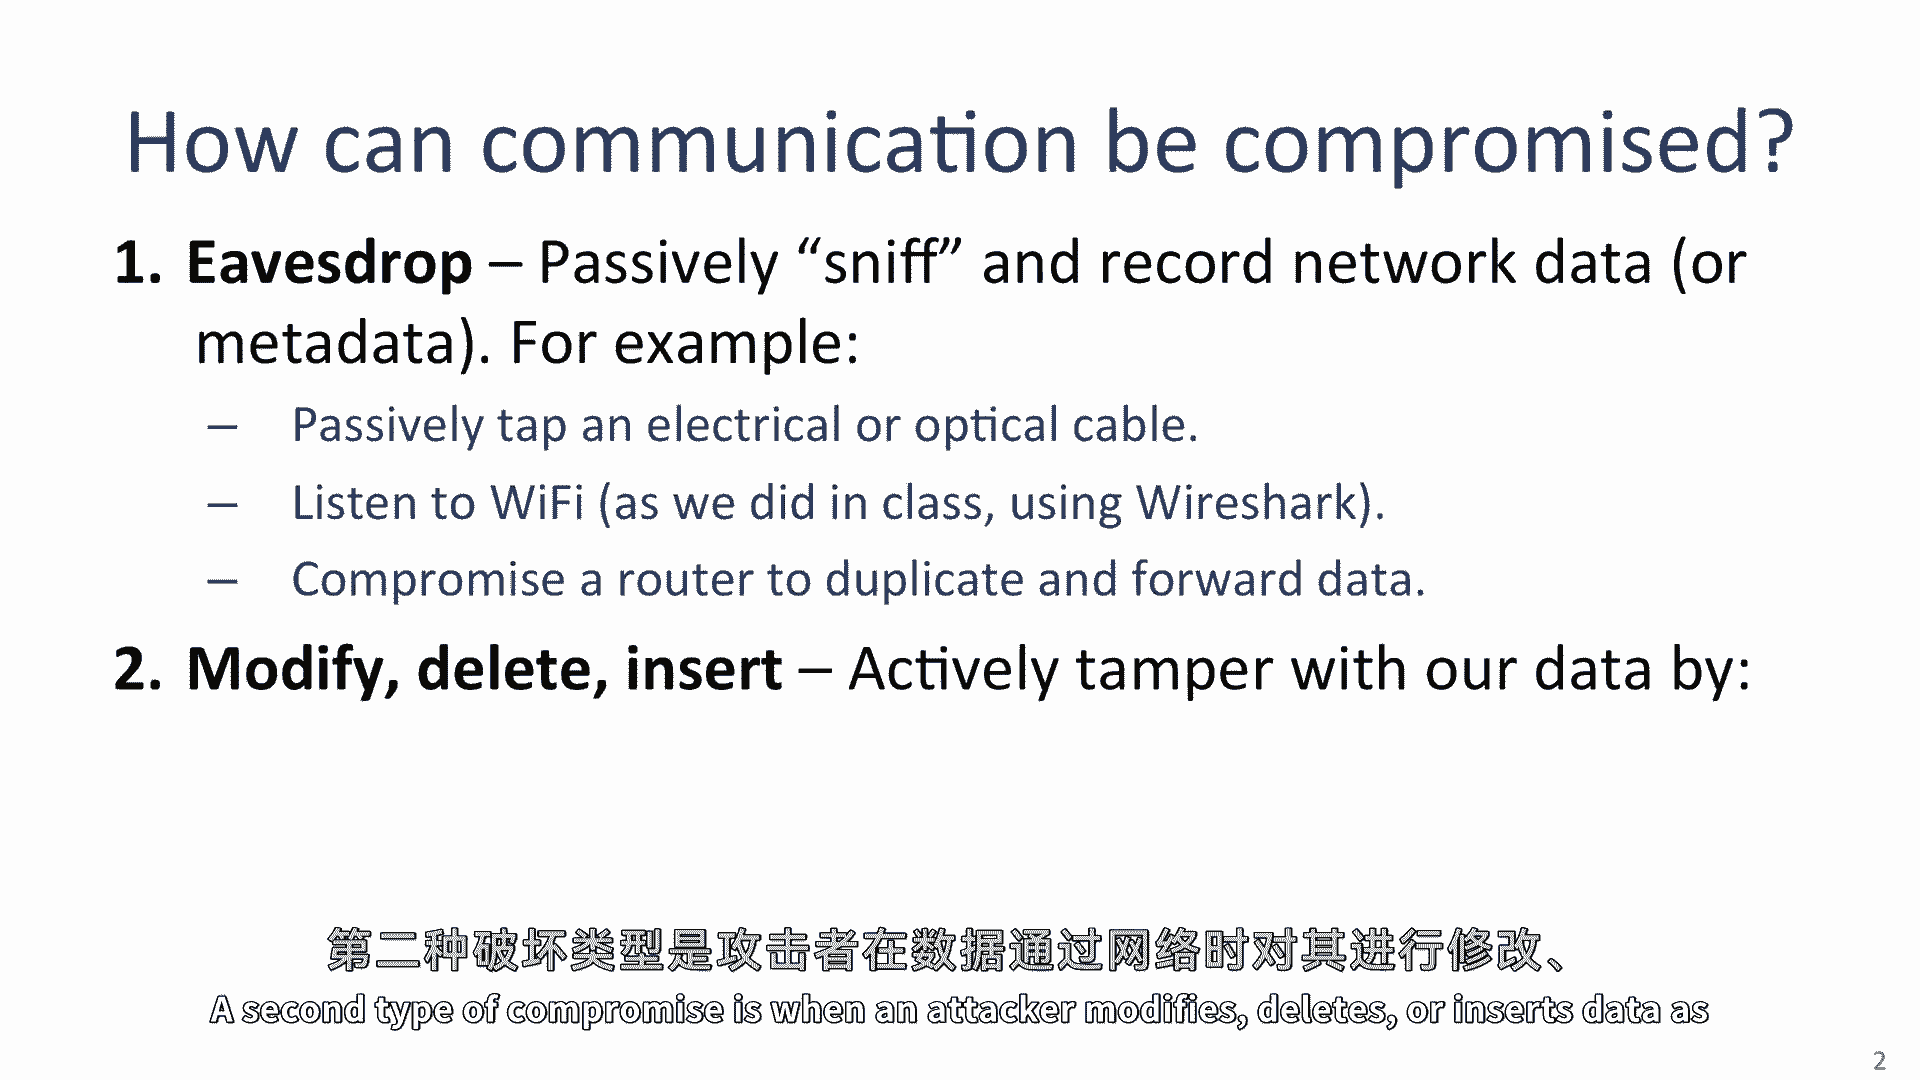 How can communication be compromised?
1. Eavesdrop – Passively “sniff” and record network data (or
metadata). For example:
– Passively tap an electrical or optical cable.
– Listen to WiFi (as we did in class, using Wireshark).
– Compromise a router to duplicate and forward data.
2. Modify, delete, insert – Actively tamper with our data by:
第二种破坏类型是攻击者在数据通过网络时对其进行修改、
A second type of compromise is when an attacker modifies, deletes, or inserts data as
2